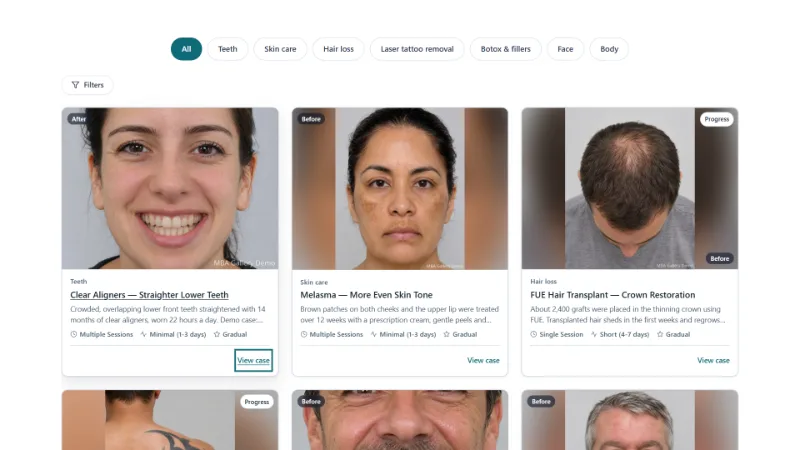 All
Teeth
Skin care
Hair loss
Laser tattoo removal
Botox & fillers
Face
Body
Filters
After
MBA Gallery Demo
Teeth
Clear Aligners — Straighter Lower Teeth
Crowded, overlapping lower front teeth straightened with 14
months of clear aligners, worn 22 hours a day. Demo case:...
Multiple Sessions
Minimal (1-3 days)
Gradual
View case
Before
MBA Gallery Demo
Skin care
Melasma — More Even Skin Tone
Brown patches on both cheeks and the upper lip were treated
over 12 weeks with a prescription cream, gentle peels and...
Multiple Sessions
Minimal (1-3 days)
Gradual
View case
Progress
Before
Hair loss
FUE Hair Transplant — Crown Restoration
About 2,400 grafts were placed in the thinning crown using
FUE. Transplanted hair sheds in the first weeks and regrows...
Single Session
Short (4-7 days)
Gradual
View case
Progress
Before
Before